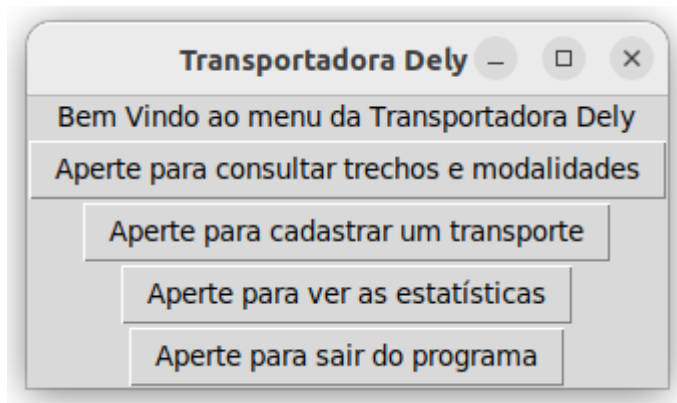 Transportadora Dely
Bem Vindo ao menu da Transportadora Dely
Aperte para consultar trechos e modalidades
Aperte para cadastrar um transporte
Aperte para ver as estatísticas
Aperte para sair do programa